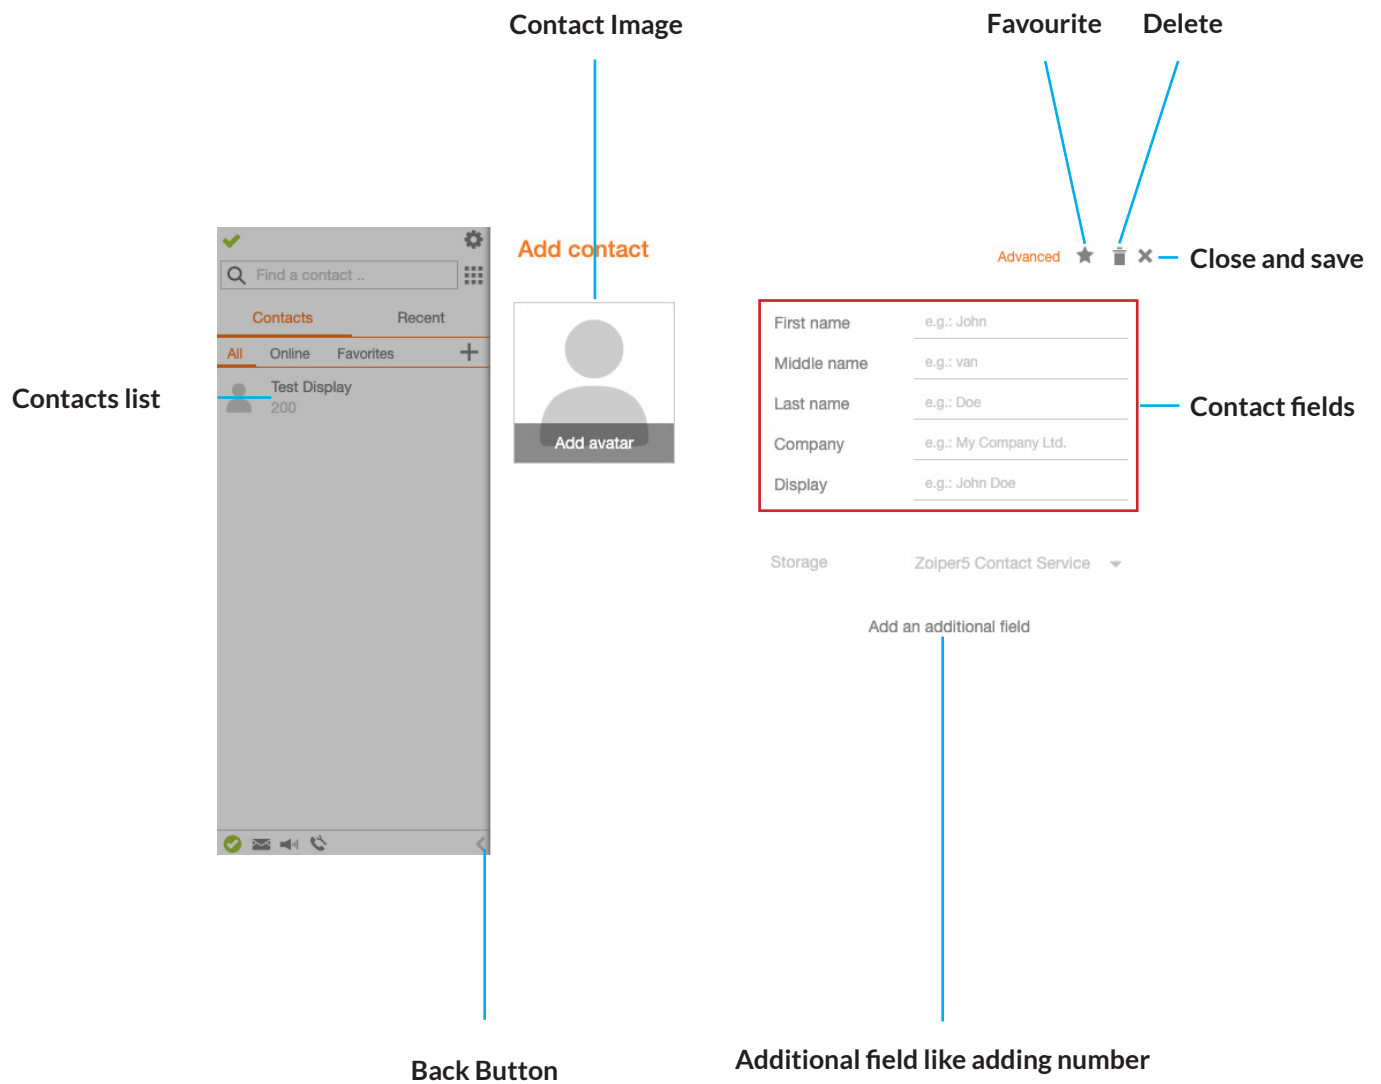 Contact Image
Favourite
Delete
Add contact
Advanced
Close and save
Find a contact ..
Contacts
Recent
All
Online
Favorites
Test Display
200
Contacts list
Add avatar
First name
e.g.: John
Middle name
e.g.: van
Last name
e.g.: Doe
Company
e.g.: My Company Ltd.
Display
e.g.: John Doe
Contact fields
Storage
Zoiper5 Contact Service
Add an additional field
Back Button
Additional field like adding number